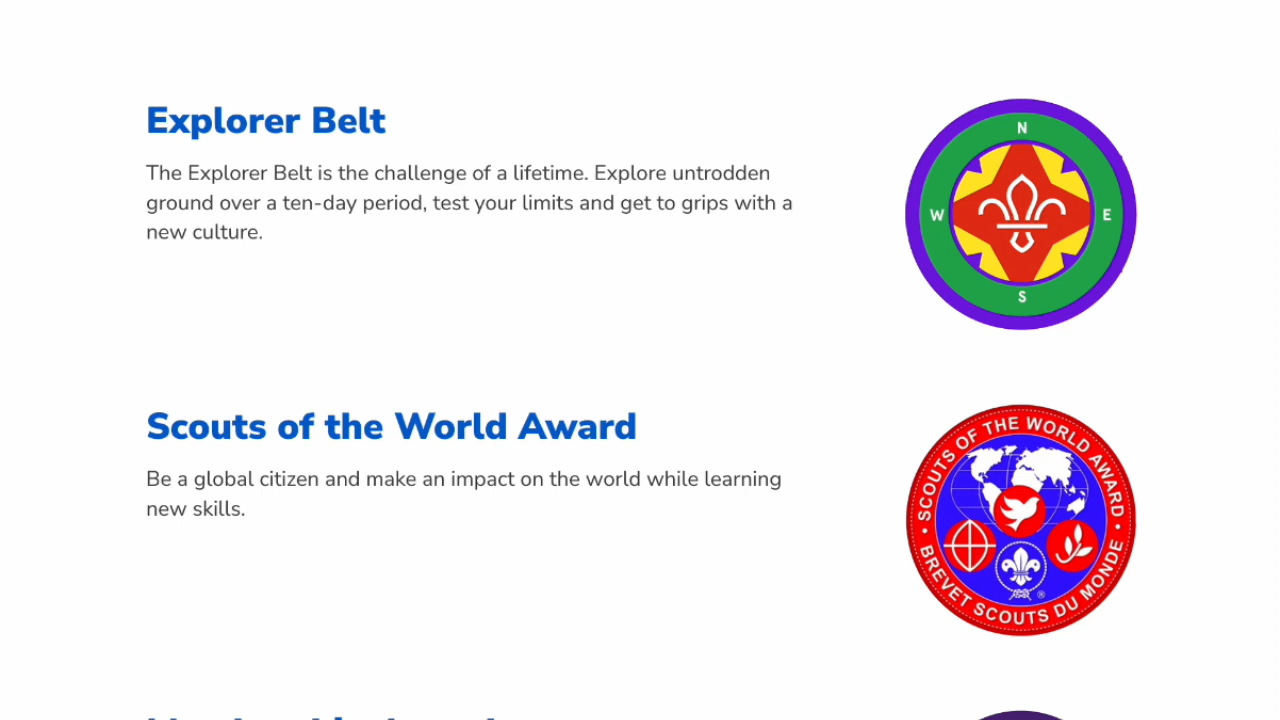 Explorer Belt
The Explorer Belt is the challenge of a lifetime. Explore untrodden
ground over a ten-day period, test your limits and get to grips with a
new culture.
N
W
E
S
Scouts of the World Award
Be a global citizen and make an impact on the world while learning
new skills.
• SCOUTS OF THE WORLD AWARD •
BREVET SCOUTS DU MONDE
®